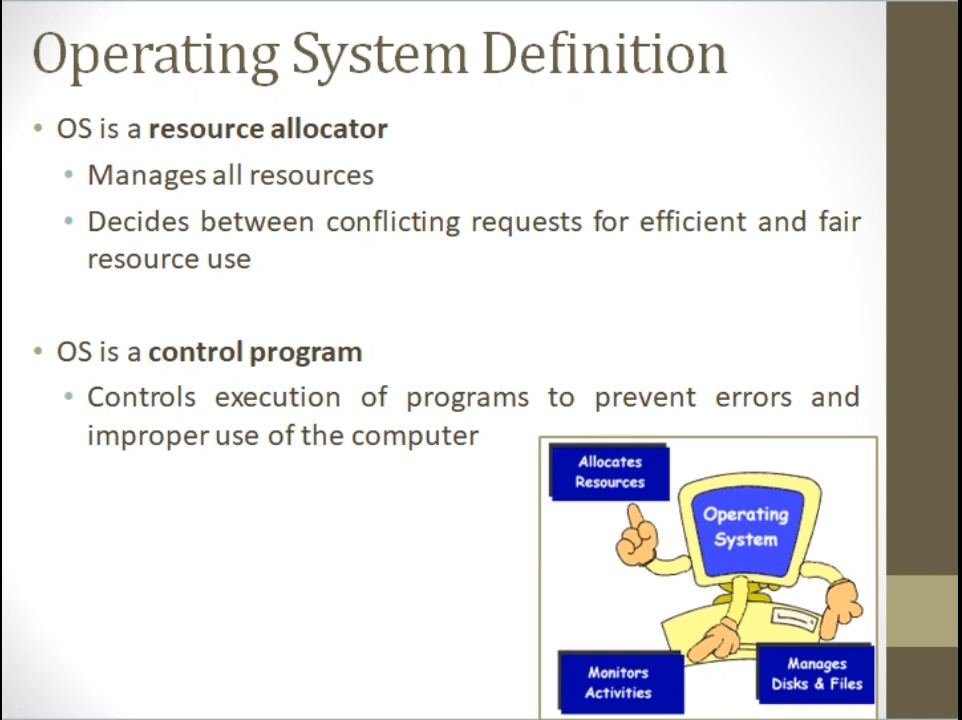 Operating System Definition
• OS is a resource allocator
• Manages all resources
• Decides between conflicting requests for efficient and fair
resource use
• OS is a control program
• Controls execution of programs to prevent errors and
improper use of the computer
Allocates
Resources
Operating
System
Monitors
Activities
Manages
Disks & Files